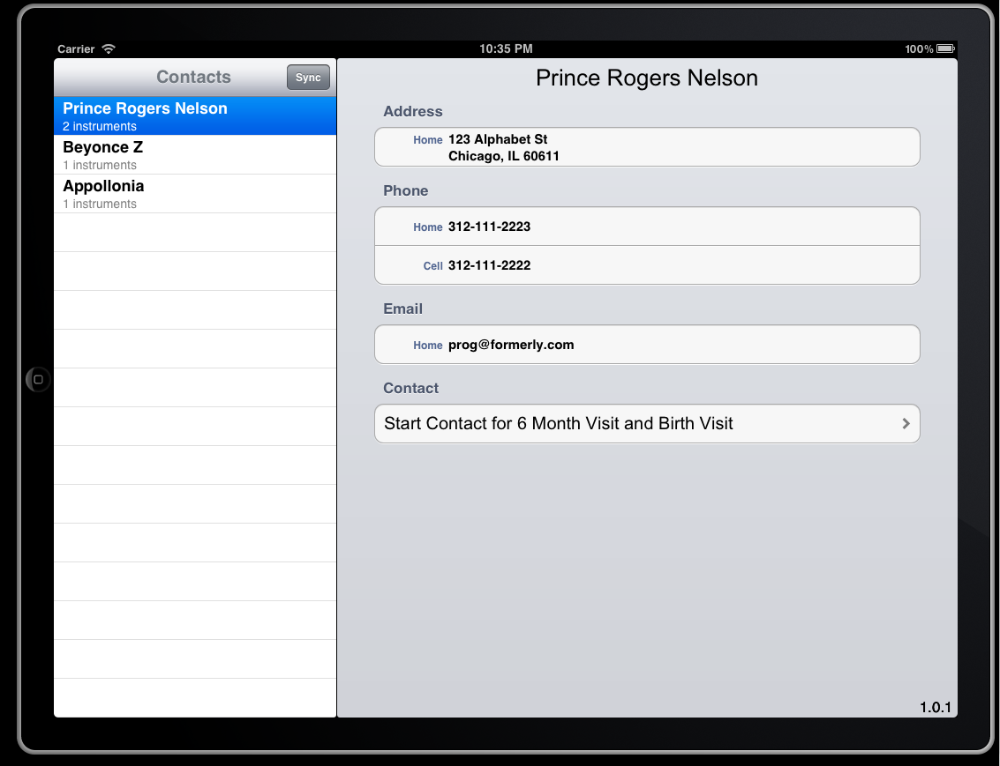 Carrier 10:35 PM 100%
Contacts Sync
Prince Rogers Nelson
2 instruments
Beyonce Z
1 instruments
Appollonia
1 instruments
Prince Rogers Nelson
Address
Home 123 Alphabet St
Chicago, IL 60611
Phone
Home 312-111-2223
Cell 312-111-2222
Email
Home prog@formerly.com
Contact
Start Contact for 6 Month Visit and Birth Visit
1.0.1